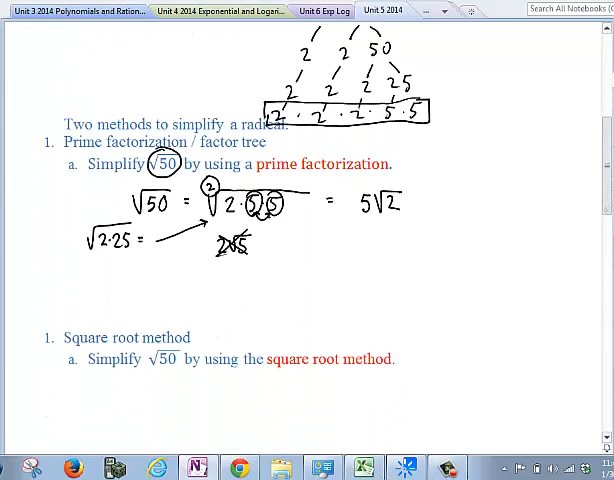 Unit 3 2014 Polynomials and Ration... Unit 4 2014 Exponential and Logari... Unit 6 Exp Log Unit 5 2014 ... Search All Notebooks
2 2 50
2 2 2 25
2 · 2 · 2 · 5 · 5
Two methods to simplify a radical:
1. Prime factorization / factor tree
a. Simplify √50 by using a prime factorization.
√50 = ²√2 · 5 · 5 = 5√2
√2·25 =
2√5
1. Square root method
a. Simplify √50 by using the square root method.
11:
1/3